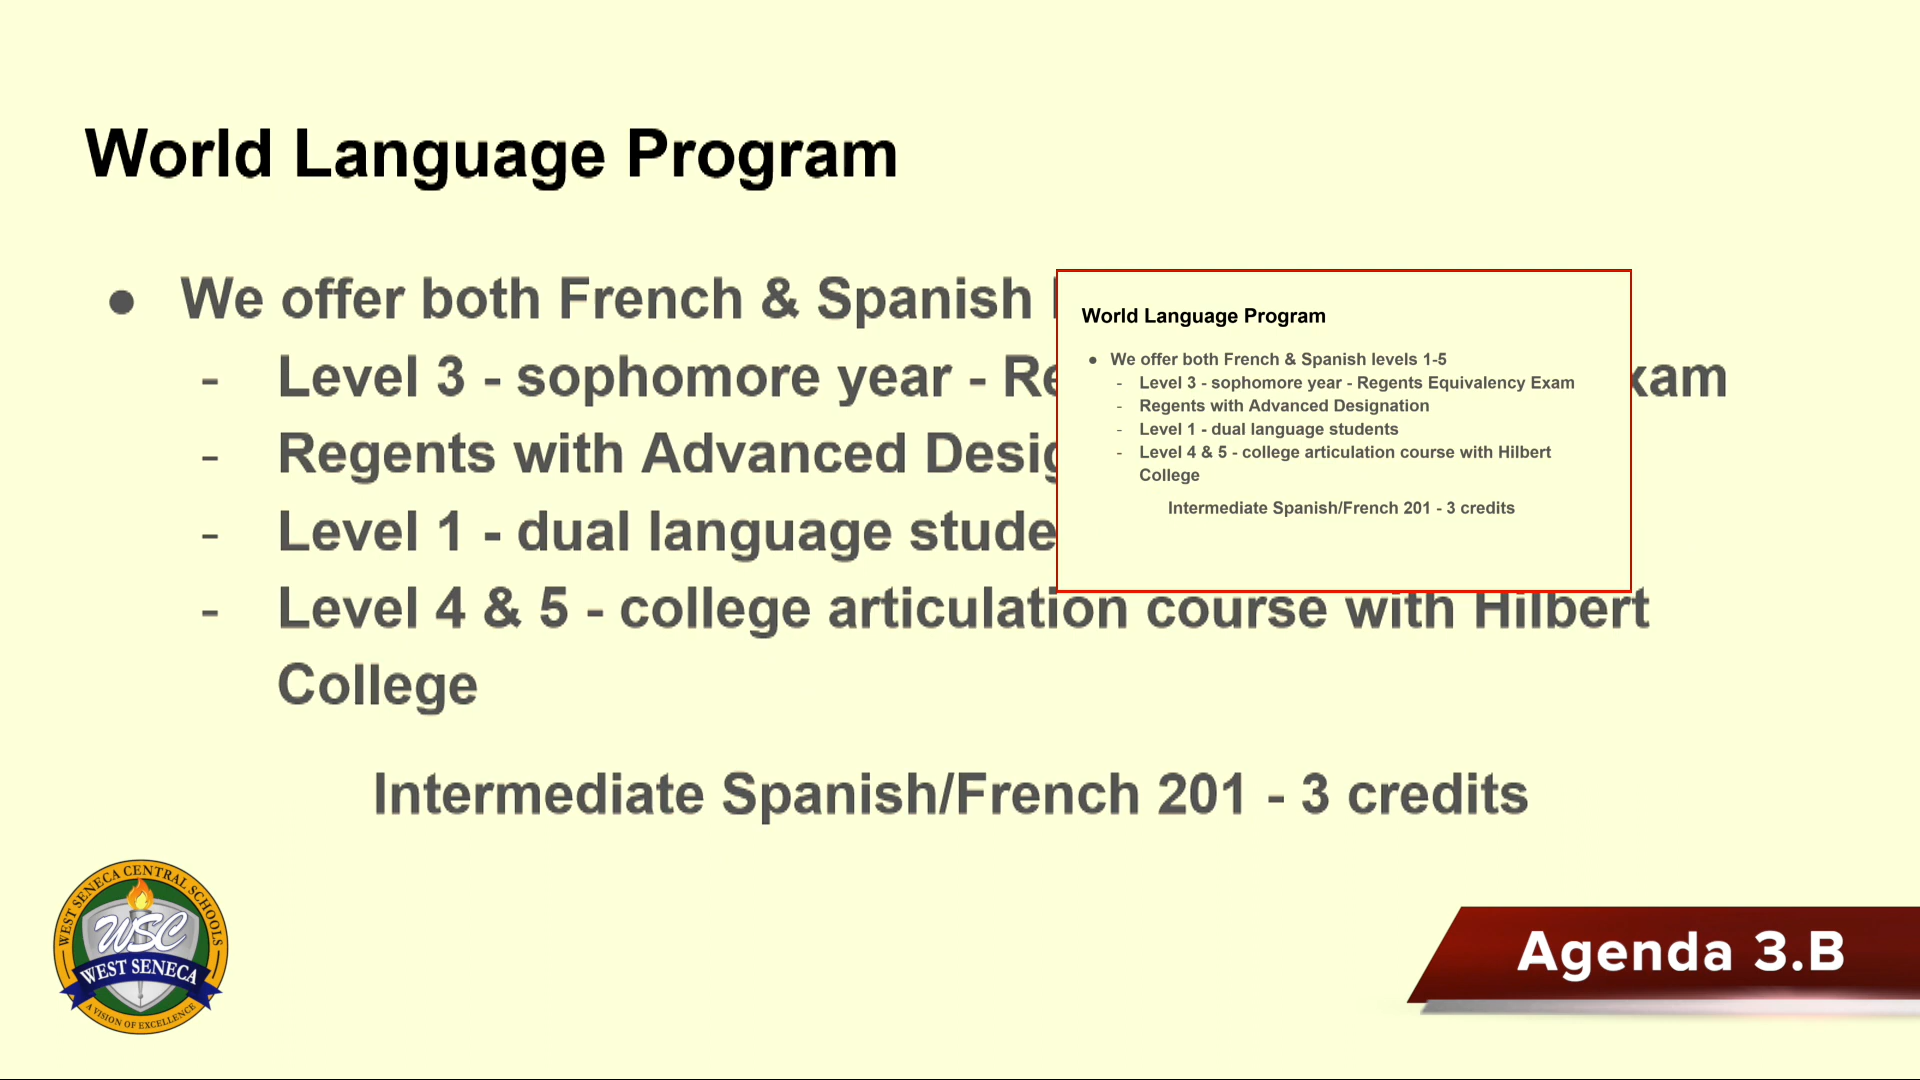 World Language Program
● We offer both French & Spanish
- Level 3 - sophomore year - Re xam
- Regents with Advanced Desig
- Level 1 - dual language stude
- Level 4 & 5 - college articulation course with Hilbert
College
Intermediate Spanish/French 201 - 3 credits
World Language Program
● We offer both French & Spanish levels 1-5
- Level 3 - sophomore year - Regents Equivalency Exam
- Regents with Advanced Designation
- Level 1 - dual language students
- Level 4 & 5 - college articulation course with Hilbert
College
Intermediate Spanish/French 201 - 3 credits
WEST SENECA CENTRAL SCHOOLS
WSC
WEST SENECA
A VISION OF EXCELLENCE
Agenda 3.B